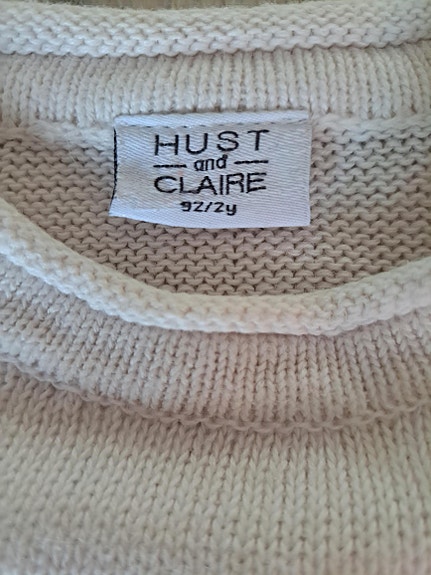 HUST
and
CLAIRE
92/2y